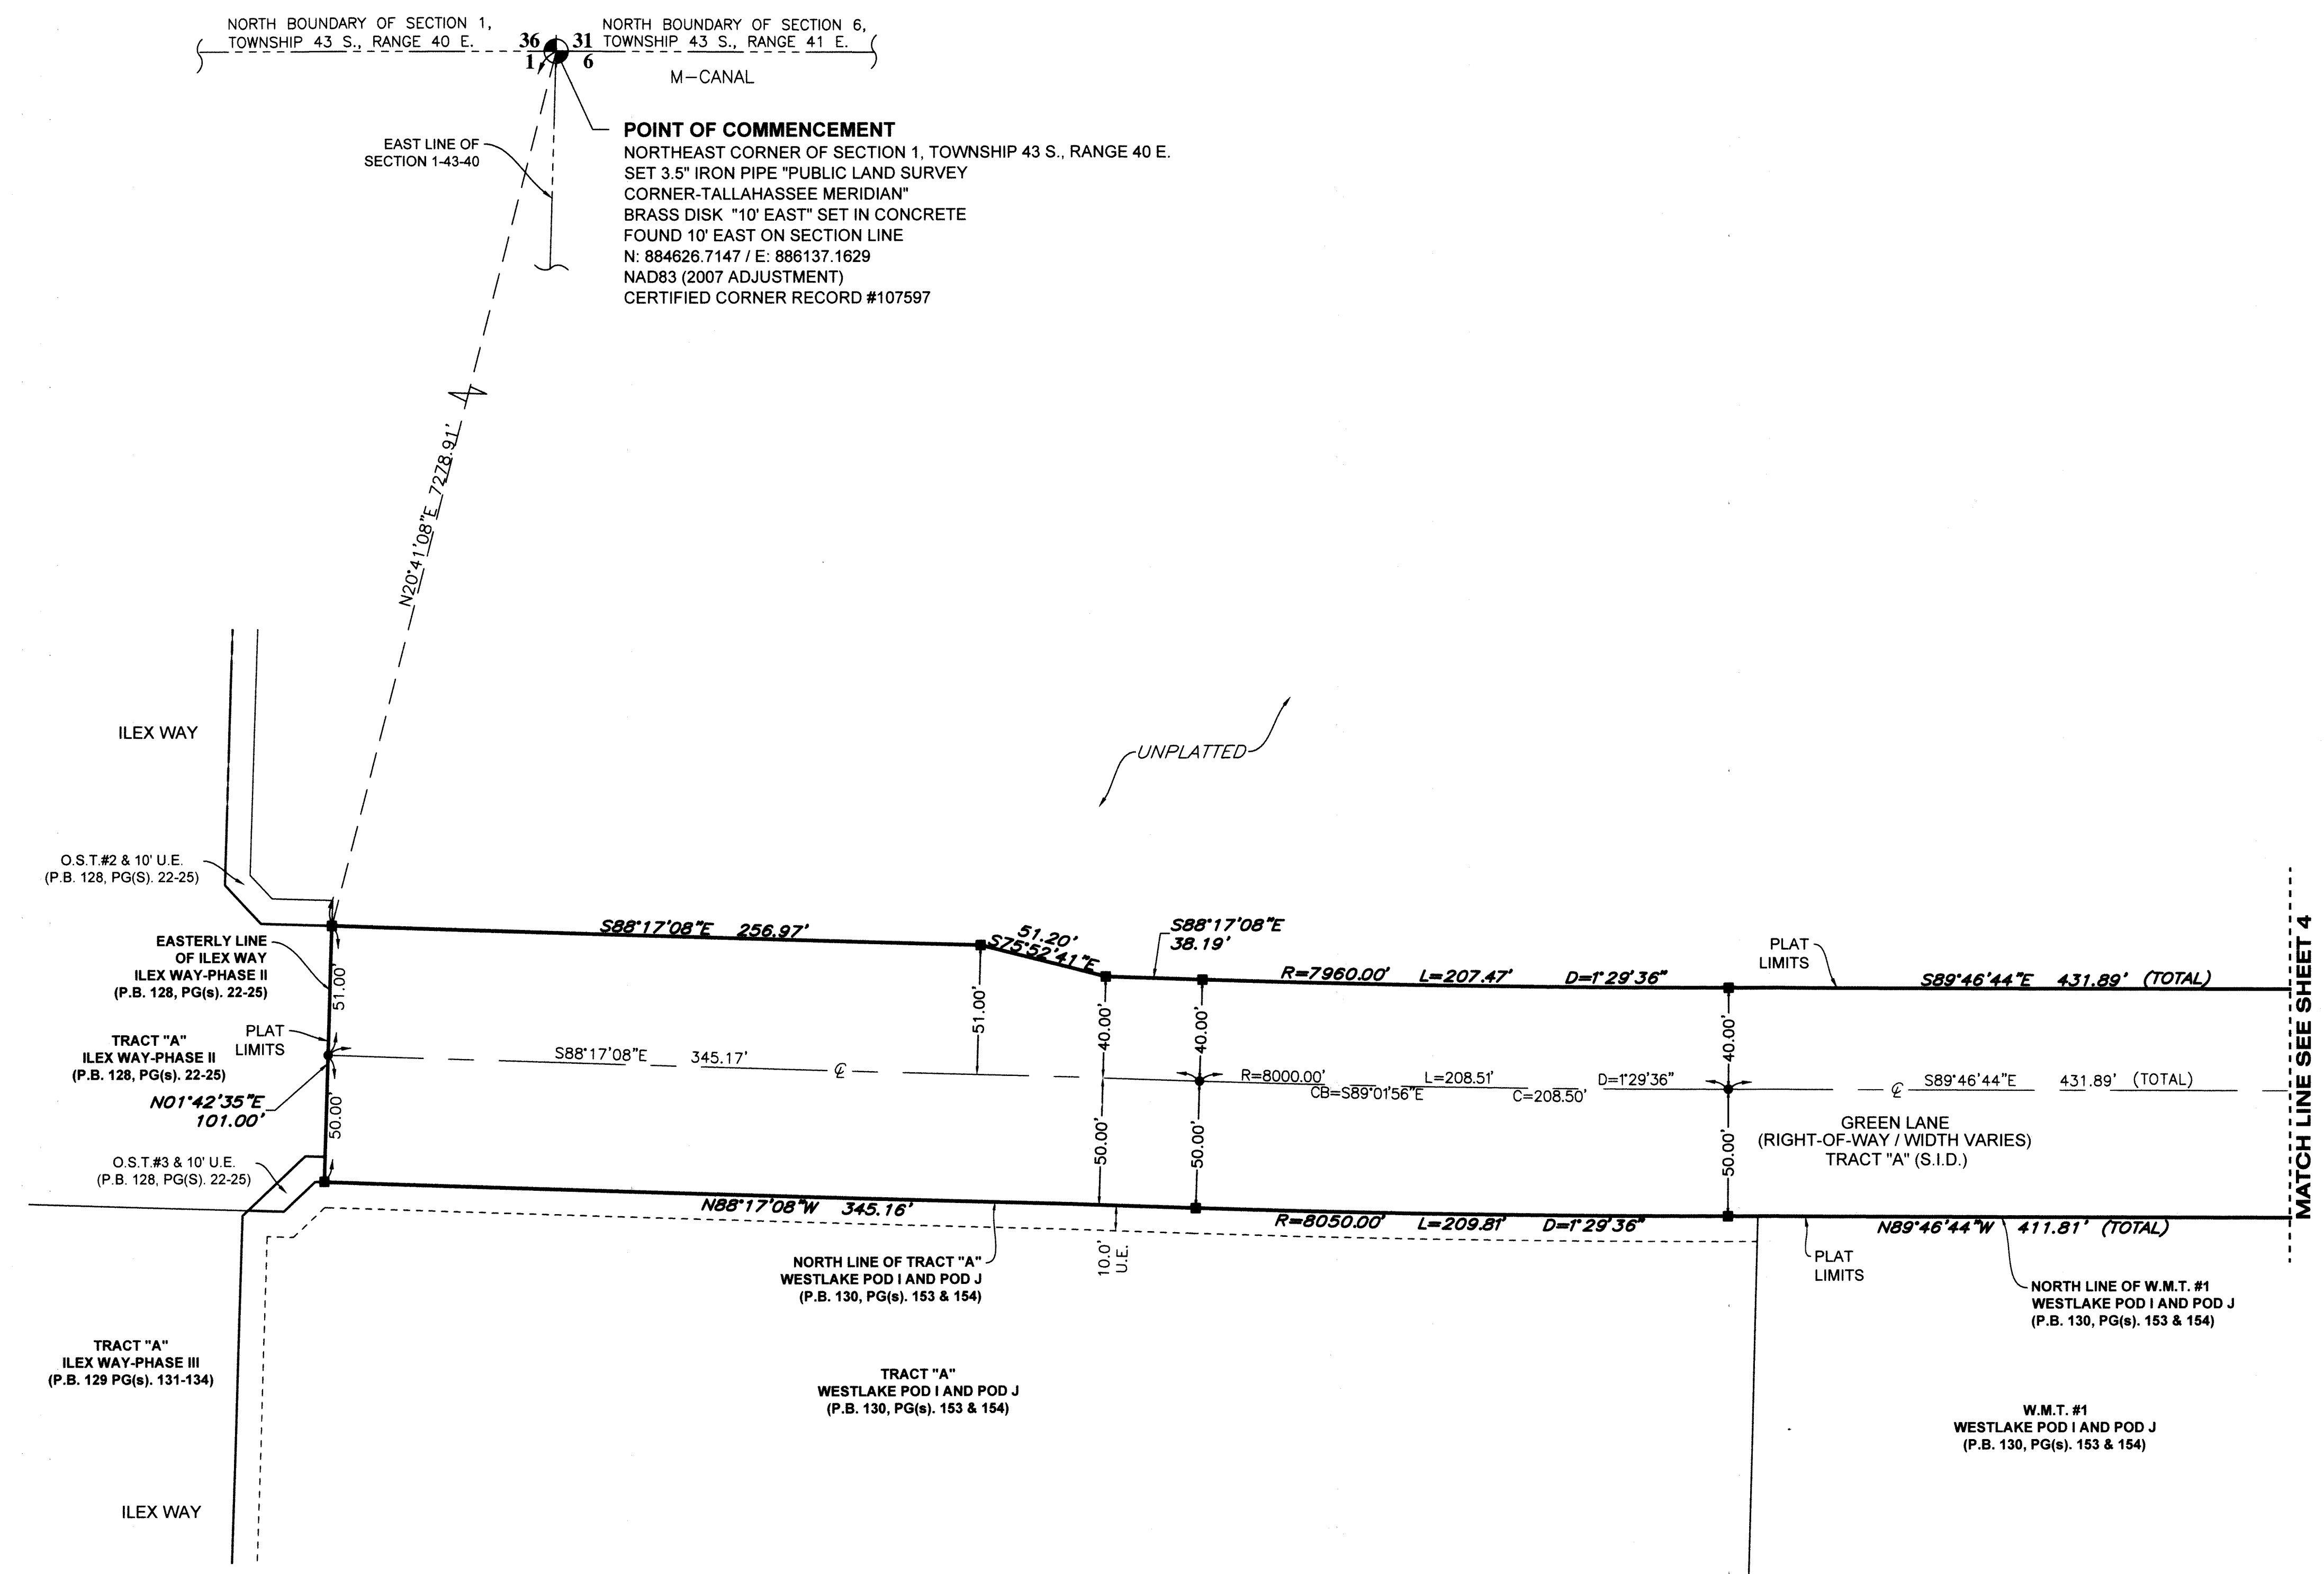 NORTH BOUNDARY OF SECTION 1,
TOWNSHIP 43 S., RANGE 40 E.
NORTH BOUNDARY OF SECTION 6,
TOWNSHIP 43 S., RANGE 41 E.
36
31
1
6
M-CANAL
EAST LINE OF
SECTION 1-43-40
POINT OF COMMENCEMENT
NORTHEAST CORNER OF SECTION 1, TOWNSHIP 43 S., RANGE 40 E.
SET 3.5" IRON PIPE "PUBLIC LAND SURVEY
CORNER-TALLAHASSEE MERIDIAN"
BRASS DISK "10' EAST" SET IN CONCRETE
FOUND 10' EAST ON SECTION LINE
N: 884626.7147 / E: 886137.1629
NAD83 (2007 ADJUSTMENT)
CERTIFIED CORNER RECORD #107597
N20°41'08"E 7278.91'
ILEX WAY
UNPLATTED
O.S.T.#2 & 10' U.E.
(P.B. 128, PG(S). 22-25)
EASTERLY LINE
OF ILEX WAY
ILEX WAY-PHASE II
(P.B. 128, PG(s). 22-25)
PLAT
LIMITS
TRACT "A"
ILEX WAY-PHASE II
(P.B. 128, PG(s). 22-25)
N01°42'35"E
101.00'
O.S.T.#3 & 10' U.E.
(P.B. 128, PG(S). 22-25)
51.00'
50.00'
S88°17'08"E 256.97'
51.20'
S75°52'41"E
S88°17'08"E
38.19'
R=7960.00' L=207.47' D=1°29'36"
PLAT
LIMITS
S89°46'44"E 431.89' (TOTAL)
51.00'
40.00'
40.00'
40.00'
S88°17'08"E 345.17'
℄
R=8000.00' L=208.51' D=1°29'36"
CB=S89°01'56"E C=208.50'
℄
S89°46'44"E 431.89' (TOTAL)
50.00'
50.00'
50.00'
GREEN LANE
(RIGHT-OF-WAY / WIDTH VARIES)
TRACT "A" (S.I.D.)
MATCH LINE SEE SHEET 4
N88°17'08"W 345.16'
R=8050.00' L=209.81' D=1°29'36"
N89°46'44"W 411.81' (TOTAL)
NORTH LINE OF TRACT "A"
WESTLAKE POD I AND POD J
(P.B. 130, PG(s). 153 & 154)
10.0'
U.E.
PLAT
LIMITS
NORTH LINE OF W.M.T. #1
WESTLAKE POD I AND POD J
(P.B. 130, PG(s). 153 & 154)
TRACT "A"
ILEX WAY-PHASE III
(P.B. 129 PG(s). 131-134)
TRACT "A"
WESTLAKE POD I AND POD J
(P.B. 130, PG(s). 153 & 154)
W.M.T. #1
WESTLAKE POD I AND POD J
(P.B. 130, PG(s). 153 & 154)
ILEX WAY